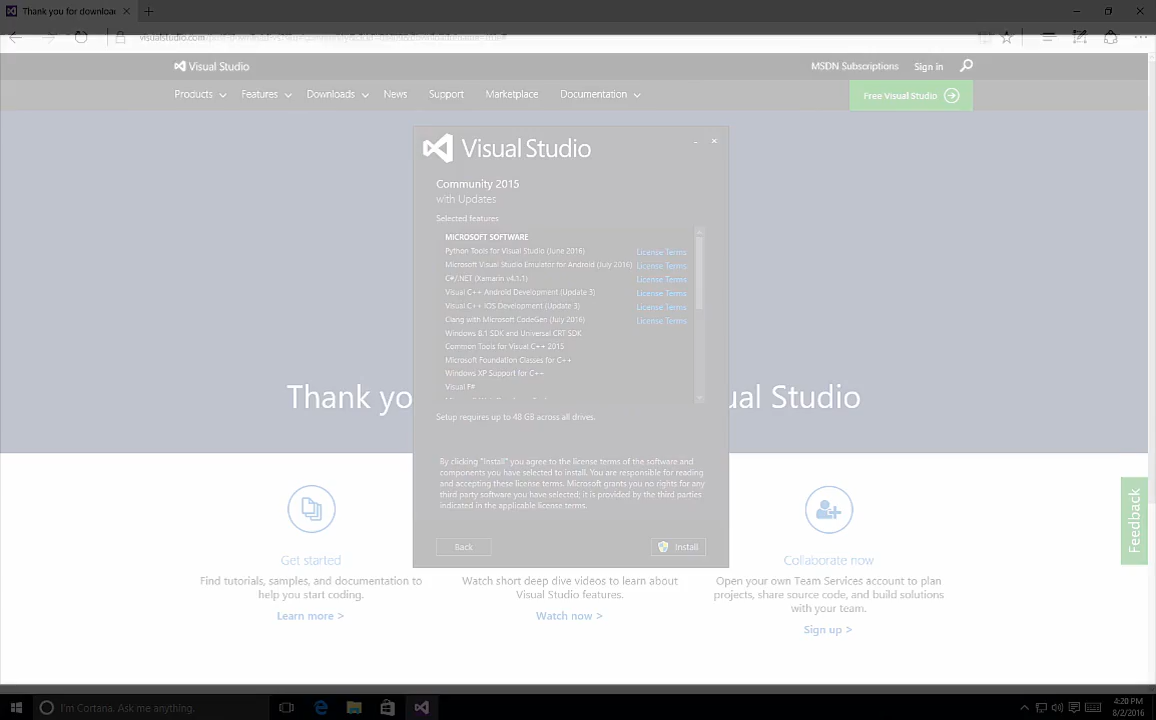 Thank you for downloa
Visual Studio
MSDN Subscriptions
Sign in
Products
Features
Downloads
News
Support
Marketplace
Documentation
Free Visual Studio
Visual Studio
Community 2015
with Updates
Selected features
MICROSOFT SOFTWARE
Python Tools for Visual Studio (June 2016) License Terms
Microsoft Visual Studio Emulator for Android (July 2016) License Terms
C#/.NET (Xamarin v4.1.1) License Terms
Visual C++ Android Development (Update 3) License Terms
Visual C++ iOS Development (Update 3) License Terms
Clang with Microsoft CodeGen (July 2016) License Terms
Windows 8.1 SDK and Universal CRT SDK
Common Tools for Visual C++ 2015
Microsoft Foundation Classes for C++
Windows XP Support for C++
Visual F#
Thank yo
ual Studio
Setup requires up to 48 GB across all drives.
By clicking "Install" you agree to the license terms of the software and
components you have selected to install. You are responsible for reading
and accepting these license terms. Microsoft grants you no rights for any
third party software you have selected; it is provided by the third parties
indicated in the applicable license terms.
Back
Install
Feedback
Get started
Find tutorials, samples, and documentation to
help you start coding.
Learn more >
Watch short deep dive videos to learn about
Visual Studio features.
Watch now >
Collaborate now
Open your own Team Services account to plan
projects, share source code, and build solutions
with your team.
Sign up >
I'm Cortana. Ask me anything.
4:20 PM
8/2/2016